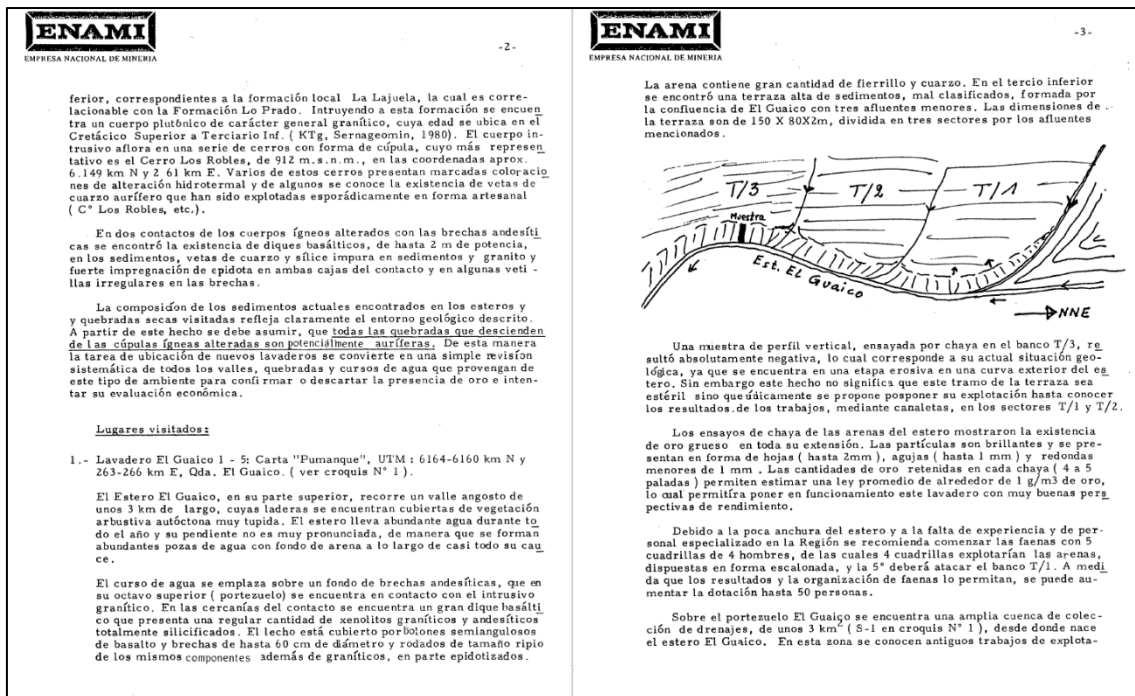 ENAMI
EMPRESA NACIONAL DE MINERIA
-2-
ferior, correspondientes a la formación local La Lajuela, la cual es corre-
lacionable con la Formación Lo Prado. Intruyendo a esta formación se encuen
tra un cuerpo plutónico de carácter general granítico, cuya edad se ubica en el
Cretácico Superior a Terciario Inf. ( KTg, Sernageomin, 1980). El cuerpo in-
trusivo aflora en una serie de cerros con forma de cúpula, cuyo más represen
tativo es el Cerro Los Robles, de 912 m.s.n.m., en las coordenadas aprox.
6.149 km N y 2 61 km E. Varios de estos cerros presentan marcadas coloracio
nes de alteración hidrotermal y de algunos se conoce la existencia de vetas de
cuarzo aurífero que han sido explotadas esporádicamente en forma artesanal
( C° Los Robles, etc.).
En dos contactos de los cuerpos ígneos alterados con las brechas andesíti
cas se encontró la existencia de diques basálticos, de hasta 2 m de potencia,
en los sedimentos, vetas de cuarzo y sílice impura en sedimentos y granito y
fuerte impregnación de epidota en ambas cajas del contacto y en algunas veti -
llas irregulares en las brechas.
La composición de los sedimentos actuales encontrados en los esteros y
y quebradas secas visitadas refleja claramente el entorno geológico descrito.
A partir de este hecho se debe asumir, que todas las quebradas que descienden
de las cúpulas ígneas alteradas son potencialmente auríferas. De esta manera
la tarea de ubicación de nuevos lavaderos se convierte en una simple revisión
sistemática de todos los valles, quebradas y cursos de agua que provengan de
este tipo de ambiente para confirmar o descartar la presencia de oro e inten-
tar su evaluación económica.
Lugares visitados:
1.- Lavadero El Guaico 1 - 5: Carta "Pumanque", UTM : 6164-6160 km N y
263-266 km E, Qda. El Guaico. ( ver croquis N° 1 ).
El Estero El Guaico, en su parte superior, recorre un valle angosto de
unos 3 km de largo, cuyas laderas se encuentran cubiertas de vegetación
arbustiva autóctona muy tupida. El estero lleva abundante agua durante to
do el año y su pendiente no es muy pronunciada, de manera que se forman
abundantes pozas de agua con fondo de arena a lo largo de casi todo su cau
ce.
El curso de agua se emplaza sobre un fondo de brechas andesíticas, que en
su octavo superior ( portezuelo) se encuentra en contacto con el intrusivo
granítico. En las cercanías del contacto se encuentra un gran dique basálti
co que presenta una regular cantidad de xenolitos graníticos y andesíticos
totalmente silicificados. El lecho está cubierto por bolones semiangulosos
de basalto y brechas de hasta 60 cm de diámetro y rodados de tamaño ripio
de los mismos componentes además de graníticos, en parte epidotizados.
ENAMI
EMPRESA NACIONAL DE MINERIA
-3-
La arena contiene gran cantidad de fierrillo y cuarzo. En el tercio inferior
se encontró una terraza alta de sedimentos, mal clasificados, formada por
la confluencia de El Guaico con tres afluentes menores. Las dimensiones de
la terraza son de 150 X 80X2m, dividida en tres sectores por los afluentes
mencionados.
T/3 T/2 T/1
Muestra
Est. El Guaico
NNE
Una muestra de perfil vertical, ensayada por chaya en el banco T/3, re
sultó absolutamente negativa, lo cual corresponde a su actual situación geo-
lógica, ya que se encuentra en una etapa erosiva en una curva exterior del es
tero. Sin embargo este hecho no significa que este tramo de la terraza sea
estéril sino que únicamente se propone posponer su explotación hasta conocer
los resultados.de los trabajos, mediante canaletas, en los sectores T/1 y T/2.
Los ensayos de chaya de las arenas del estero mostraron la existencia
de oro grueso en toda su extensión. Las partículas son brillantes y se pre-
sentan en forma de hojas ( hasta 2mm), agujas ( hasta 1 mm ) y redondas
menores de 1 mm . Las cantidades de oro retenidas en cada chaya ( 4 a 5
paladas ) permiten estimar una ley promedio de alrededor de 1 g/m3 de oro,
lo cual permitíra poner en funcionamiento este lavadero con muy buenas pers
pectivas de rendimiento.
Debido a la poca anchura del estero y a la falta de experiencia y de per-
sonal especializado en la Región se recomienda comenzar las faenas con 5
cuadrillas de 4 hombres, de las cuales 4 cuadrillas explotarían las arenas,
dispuestas en forma escalonada, y la 5° deberá atacar el banco T/1. A medi
da que los resultados y la organización de faenas lo permitan, se puede au-
mentar la dotación hasta 50 personas.
Sobre el portezuelo El Guaico se encuentra una amplia cuenca de colec-
ción de drenajes, de unos 3 km² ( S-1 en croquis N° 1 ), desde donde nace
el estero El Guaico. En esta zona se conocen antiguos trabajos de explota-